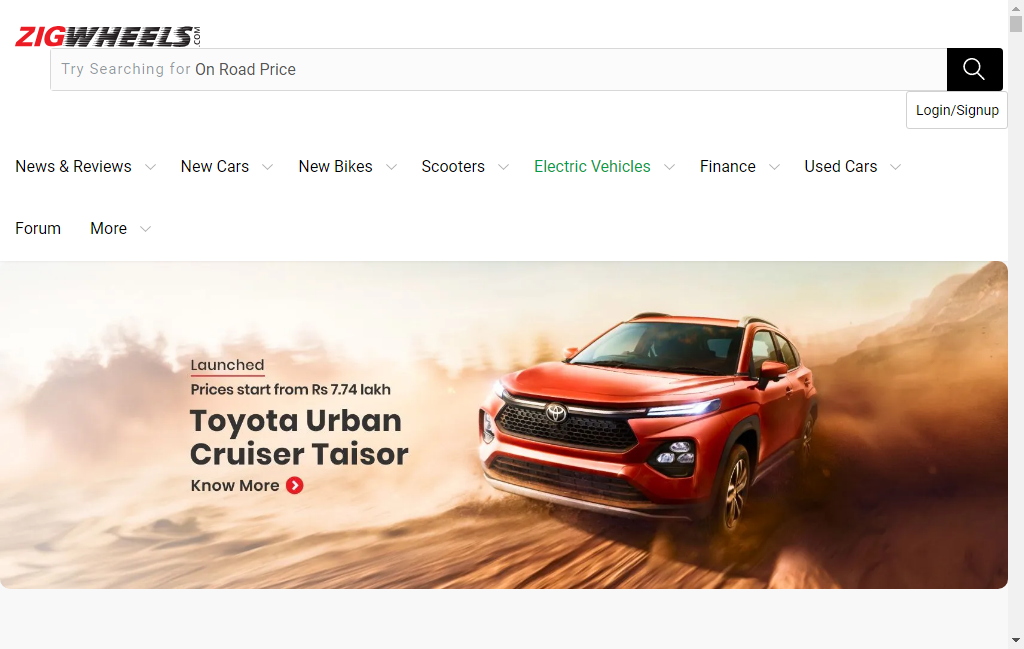 ZIGWHEELS.COM
Try Searching for On Road Price
Login/Signup
News & Reviews New Cars New Bikes Scooters Electric Vehicles Finance Used Cars
Forum More
Launched
Prices start from Rs 7.74 lakh
Toyota Urban
Cruiser Taisor
Know More